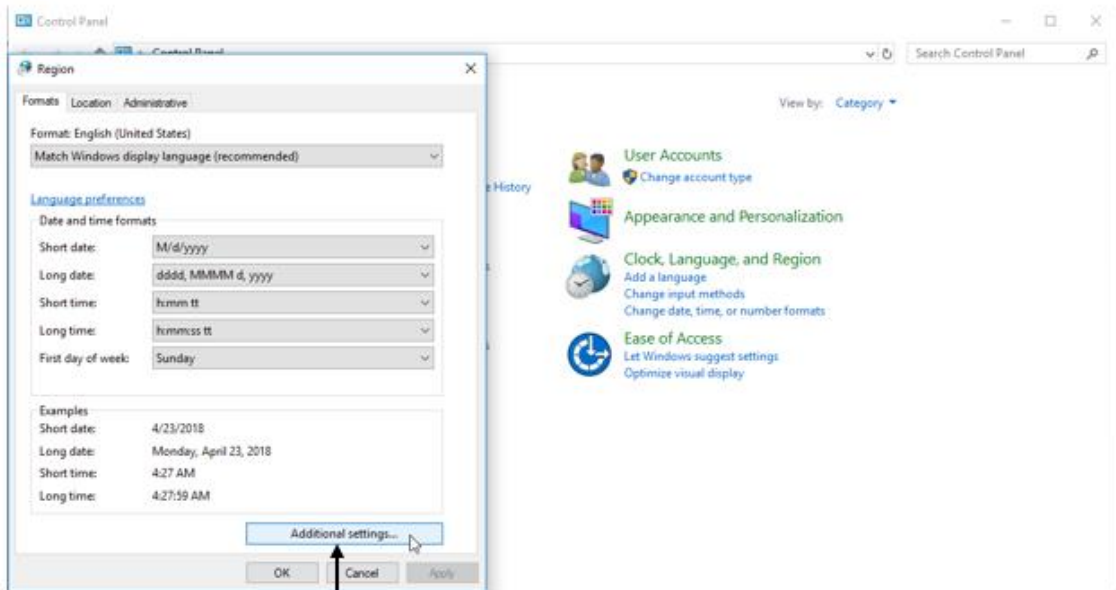 Control Panel
Control Panel
Search Control Panel
Region
Formats Location Administrative
Format: English (United States)
Match Windows display language (recommended)
Language preferences
Date and time formats
Short date: M/d/yyyy
Long date: dddd, MMMM d, yyyy
Short time: h:mm tt
Long time: h:mm:ss tt
First day of week: Sunday
Examples
Short date: 4/23/2018
Long date: Monday, April 23, 2018
Short time: 4:27 AM
Long time: 4:27:59 AM
Additional settings...
OK Cancel Apply
View by: Category
History
User Accounts
Change account type
Appearance and Personalization
Clock, Language, and Region
Add a language
Change input methods
Change date, time, or number formats
Ease of Access
Let Windows suggest settings
Optimize visual display